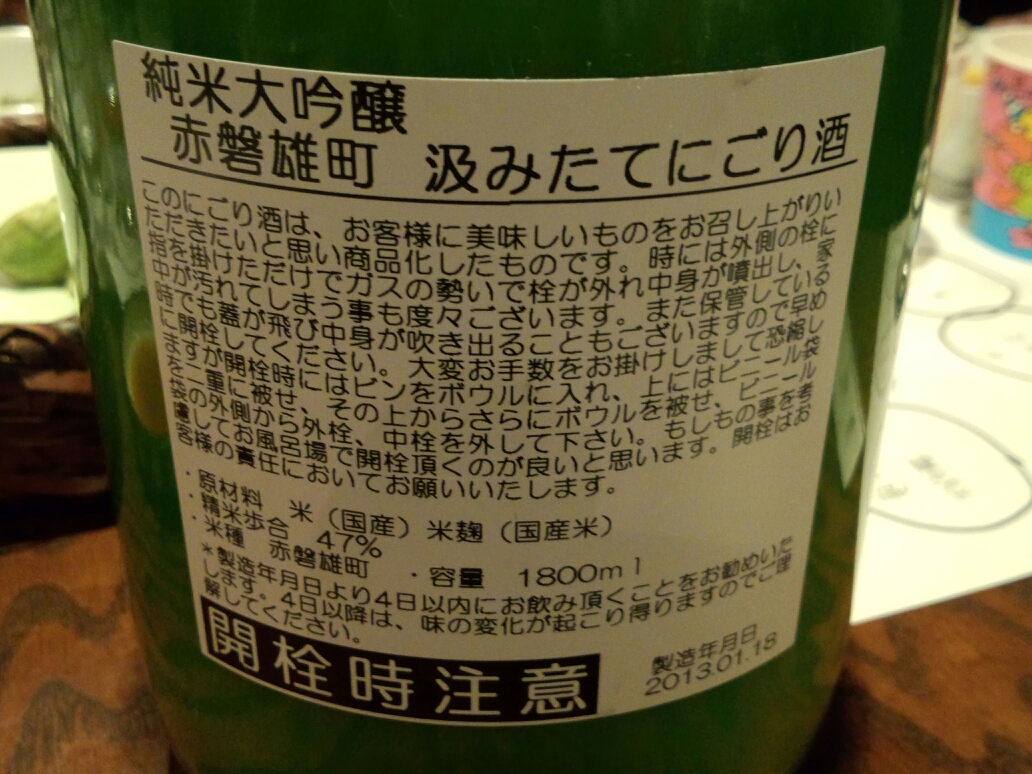 純米大吟醸
赤磐雄町 汲みたてにごり酒
このにごり酒は、お客様に美味しいものをお召し上がりい
ただきたいと思い商品化したものです。時には外側の栓に
指を掛けただけでガスの勢いで栓が外れ中身が噴出し、家
中が汚れてしまう事も度々ございます。また保管している
時でも蓋が飛び中身が吹き出ることもございますので早め
に開栓してください。大変お手数をお掛けしまして恐縮し
ますが開栓時にはビンをボウルに入れ、上にはビニール袋
を二重に被せ、その上からさらにボウルを被せ、ビニール
袋の外側から外栓、中栓を外して下さい。もしもの事を考
慮してお風呂場で開栓頂くのが良いと思います。開栓はお
客様の責任においてお願いいたします。
・原材料 米(国産)米麹(国産米)
・精米歩合 47%
・米種 赤磐雄町 ・容量 1800ml
*製造年月日より4日以内にお飲み頂くことをお勧めいた
します。4日以降は、味の変化が起こり得りますのでご理
解してください。
開栓時注意
製造年月日
2013.01.18